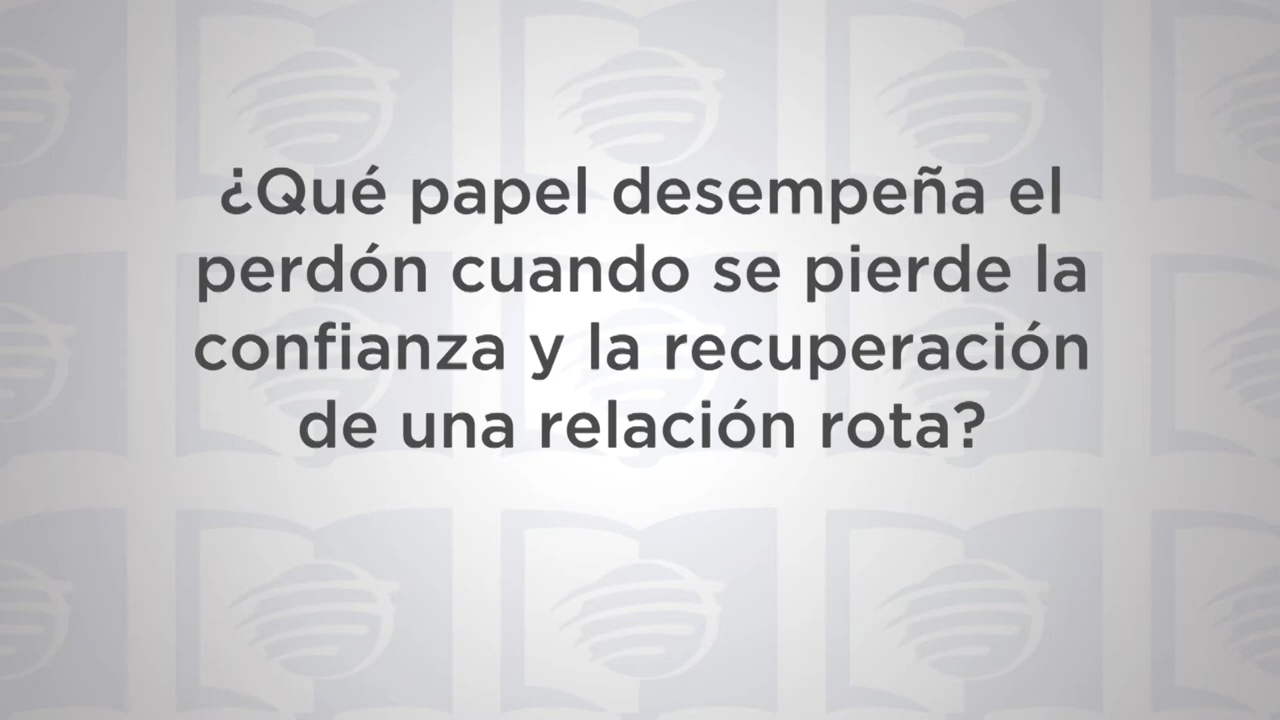 ¿Qué papel desempeña el
perdón cuando se pierde la
confianza y la recuperación
de una relación rota?